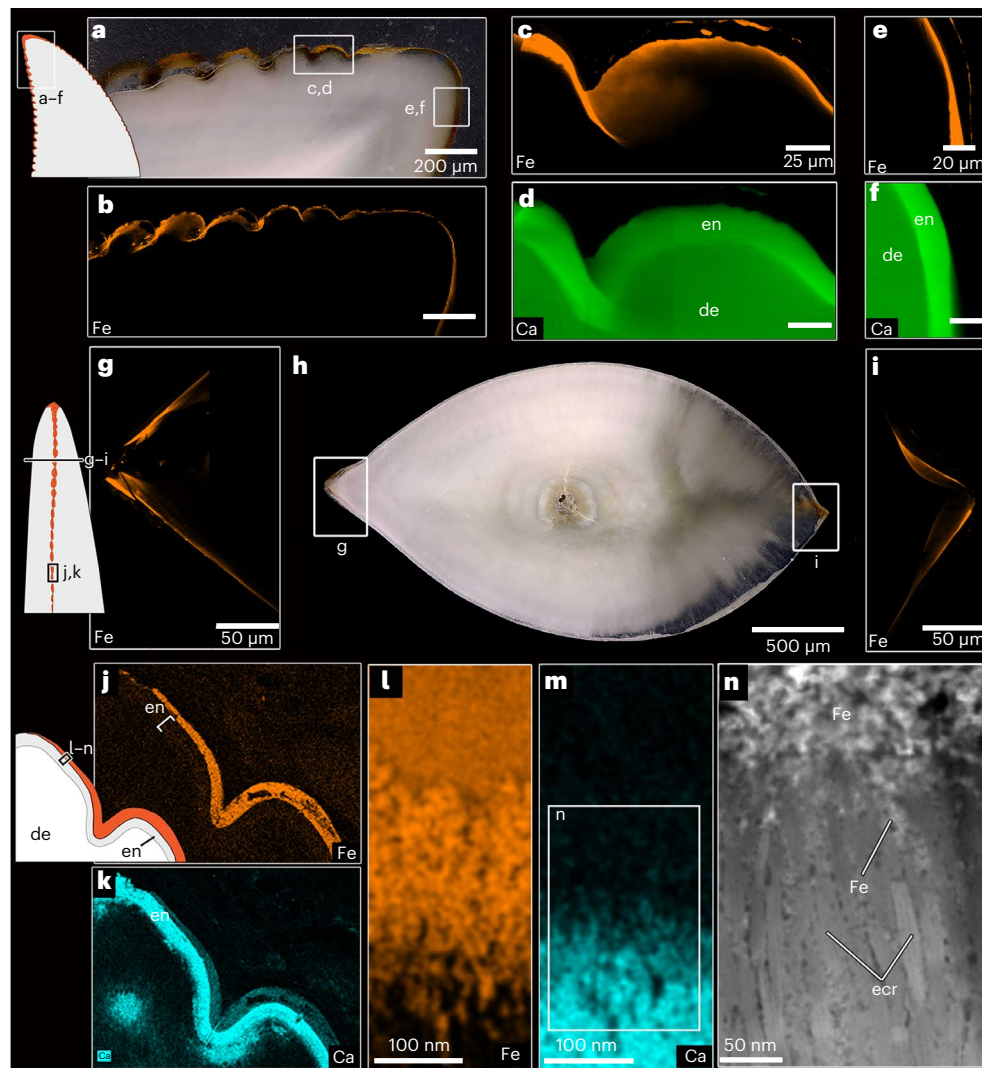 a
a–f
c,d
e,f
200 µm
b
Fe
c
Fe
25 µm
e
Fe
20 µm
d
en
de
Ca
f
en
de
Ca
g
g–i
j,k
Fe
50 µm
h
g
i
500 µm
i
Fe
50 µm
j
en
l–n
de
en
Fe
k
en
Ca
Ca
l
100 nm
Fe
m
n
100 nm
Ca
n
Fe
Fe
ecr
50 nm